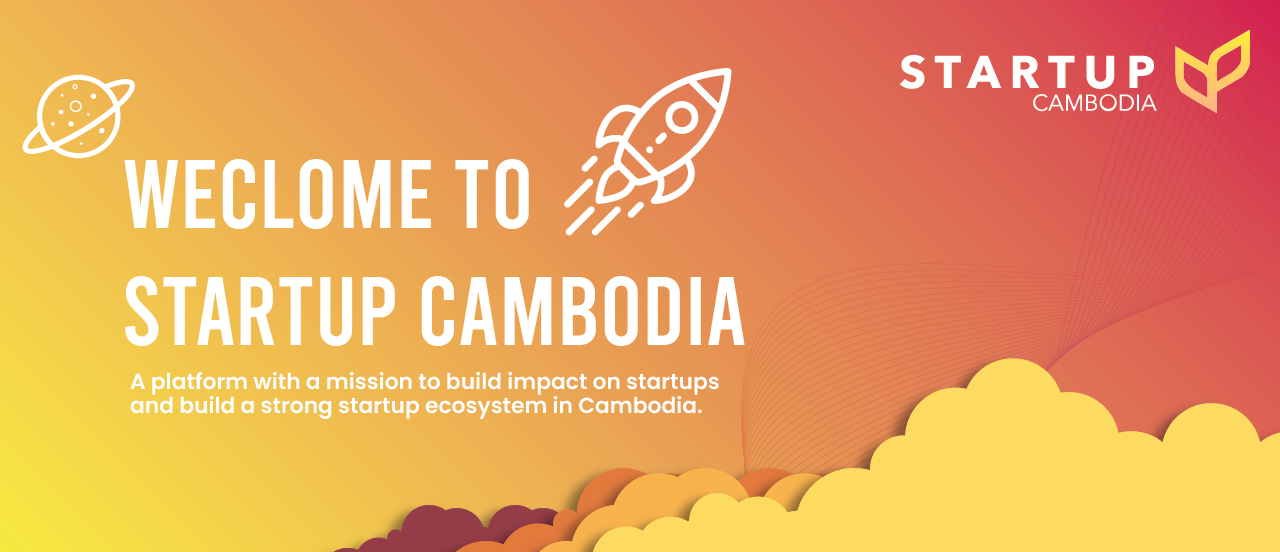 STARTUP
CAMBODIA
WECLOME TO
STARTUP CAMBODIA
A platform with a mission to build impact on startups
and build a strong startup ecosystem in Cambodia.